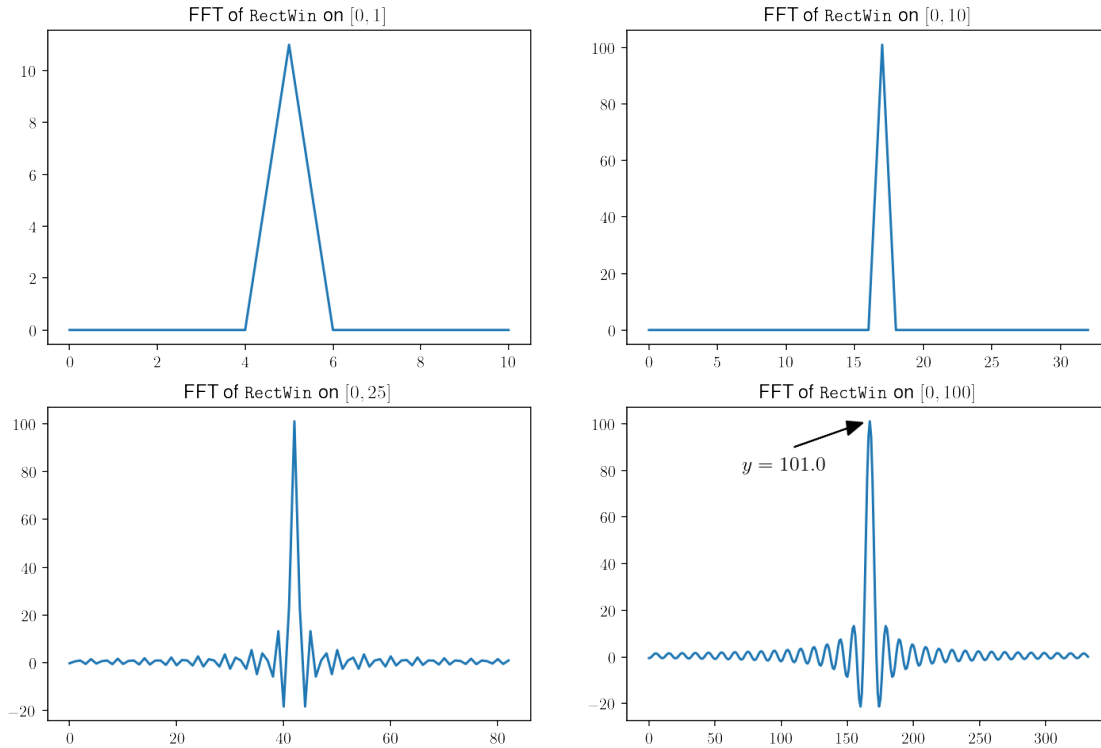 FFT of RectWin on [0, 1]
10
8
6
4
2
0
0 2 4 6 8 10
FFT of RectWin on [0, 10]
100
80
60
40
20
0
0 5 10 15 20 25 30
FFT of RectWin on [0, 25]
100
80
60
40
20
0
−20
0 20 40 60 80
FFT of RectWin on [0, 100]
100
80
60
40
20
0
−20
y = 101.0
0 50 100 150 200 250 300